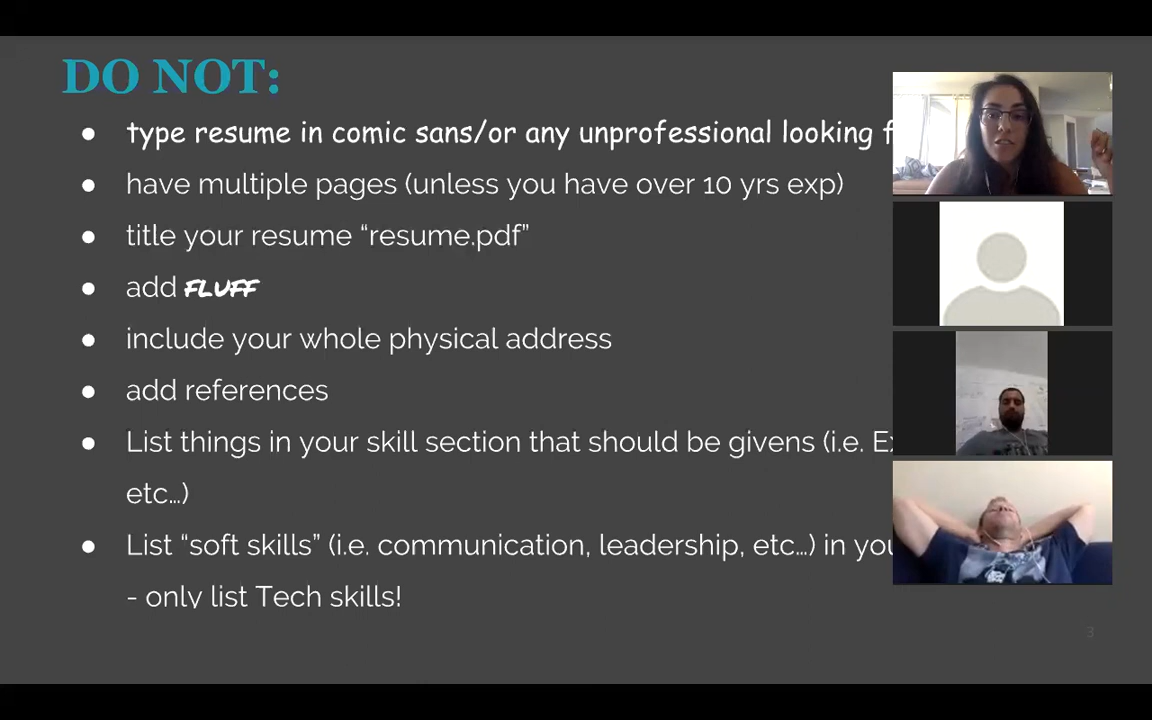 DO NOT:
● type resume in comic sans/or any unprofessional looking
● have multiple pages (unless you have over 10 yrs exp)
● title your resume “resume.pdf”
● add FLUFF
● include your whole physical address
● add references
● List things in your skill section that should be givens (i.e.
etc…)
● List “soft skills” (i.e. communication, leadership, etc…) in
- only list Tech skills!
3